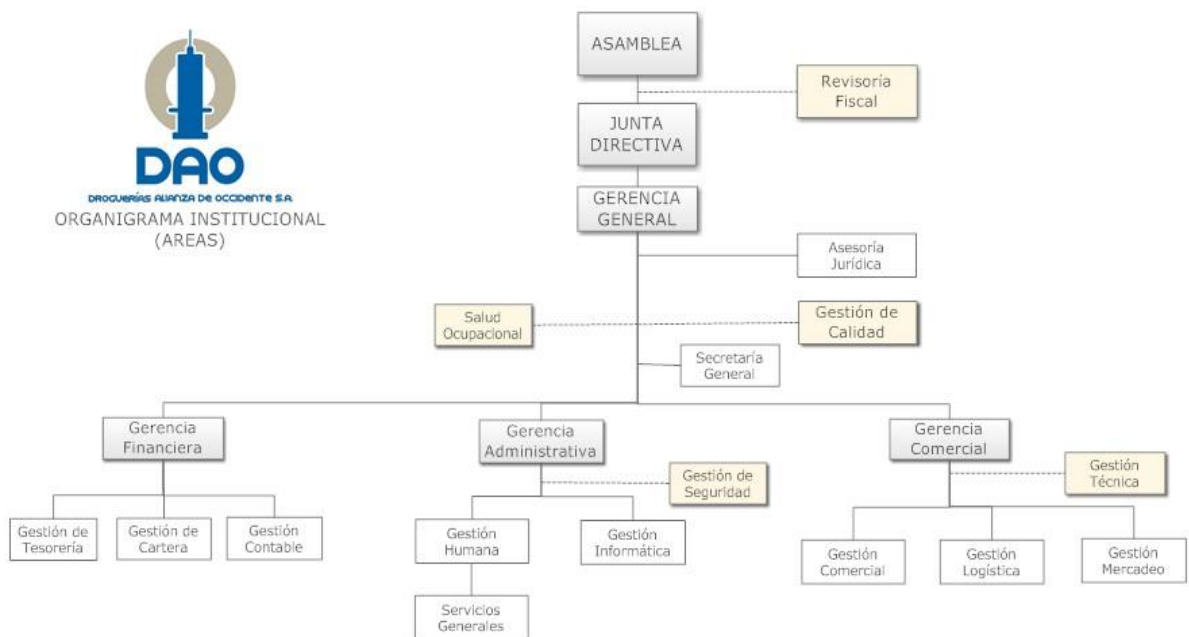 ASAMBLEA
Revisoría
Fiscal
JUNTA
DIRECTIVA
DAO
DROGUERÍAS ALIANZA DE OCCIDENTE S.A.
ORGANIGRAMA INSTITUCIONAL
(AREAS)
GERENCIA
GENERAL
Asesoría
Jurídica
Salud
Ocupacional
Gestión de
Calidad
Secretaría
General
Gerencia
Financiera
Gerencia
Administrativa
Gerencia
Comercial
Gestión de
Seguridad
Gestión
Técnica
Gestión de
Tesorería
Gestión de
Cartera
Gestión
Contable
Gestión
Humana
Gestión
Informática
Gestión
Comercial
Gestión
Logística
Gestión
Mercadeo
Servicios
Generales